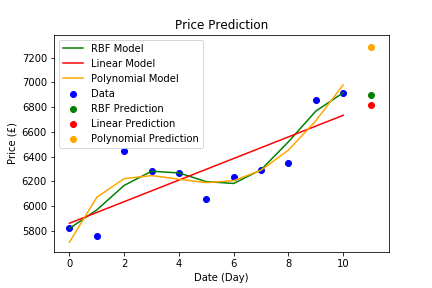 Price Prediction
RBF Model
Linear Model
Polynomial Model
Data
RBF Prediction
Linear Prediction
Polynomial Prediction
7200
7000
6800
6600
6400
6200
6000
5800
Price (£)
0 2 4 6 8 10
Date (Day)